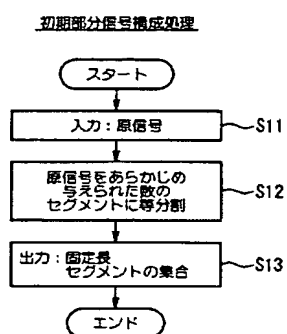 初期部分信号構成処理
スタート
入力：原信号
S11
原信号をあらかじめ
与えられた数の
セグメントに等分割
S12
出力：固定長
セグメントの集合
S13
エンド